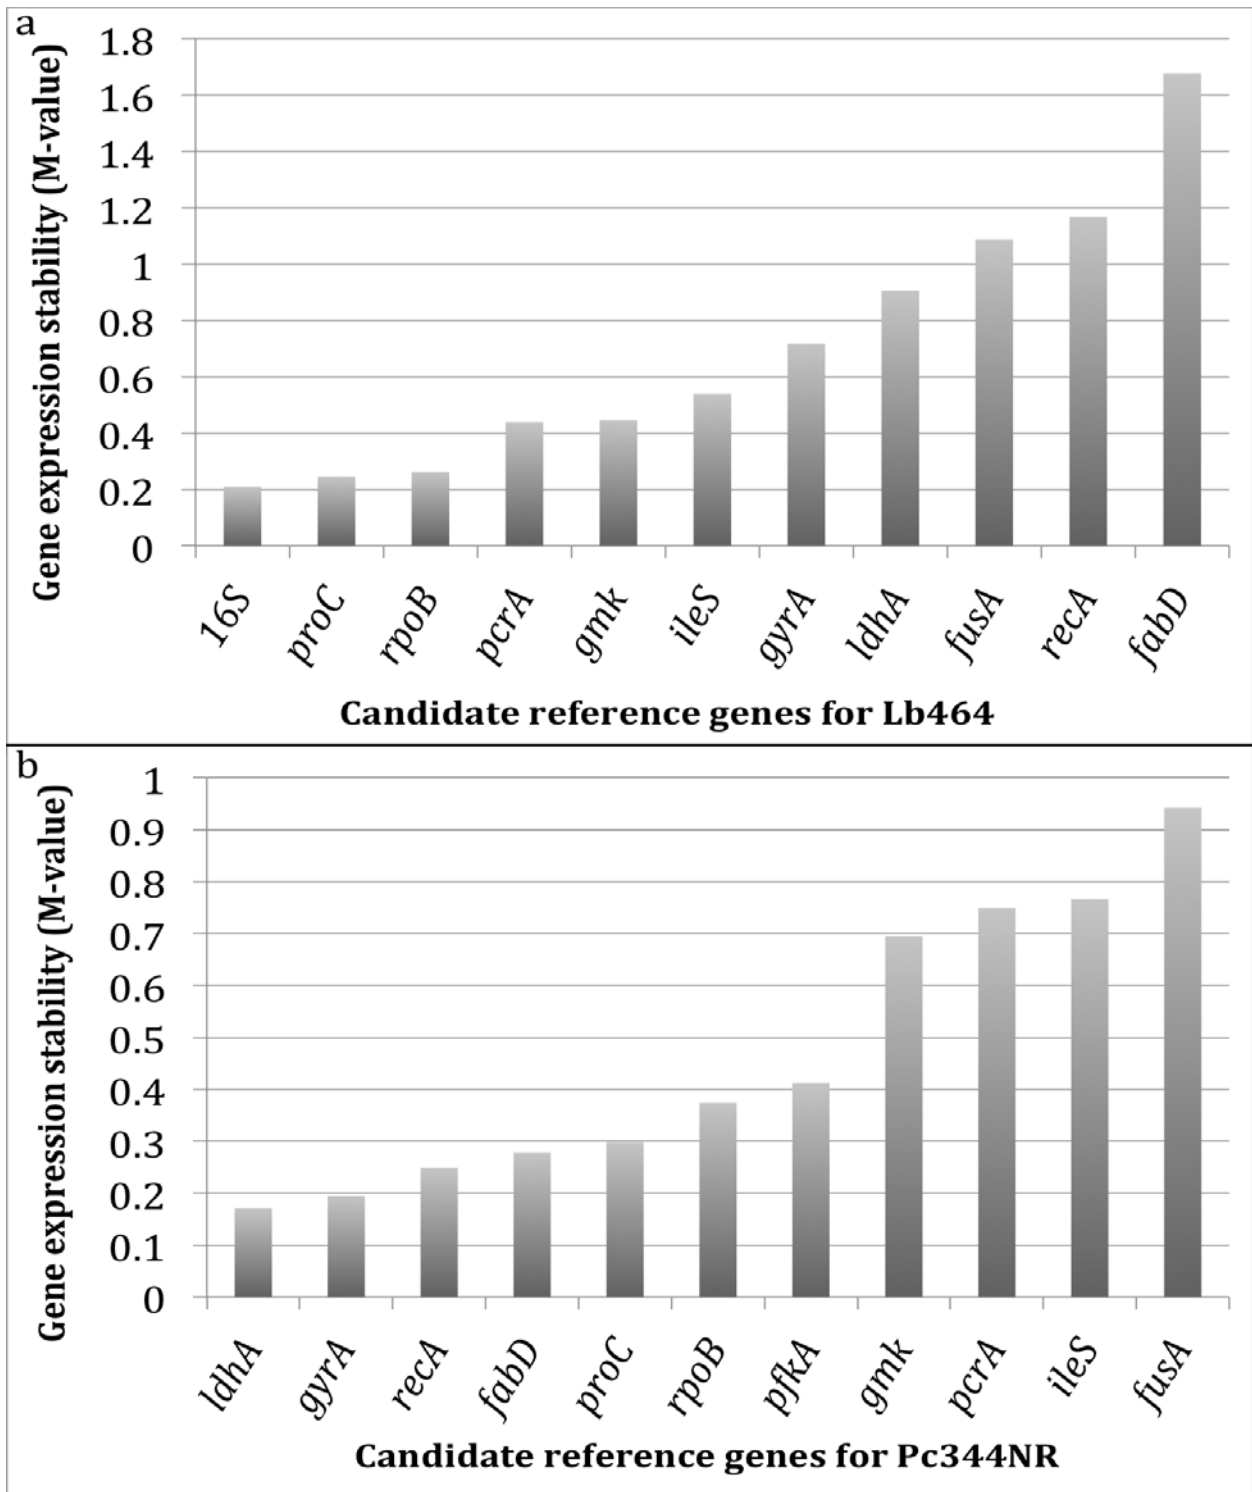 a
Gene expression stability (M-value)
1.8
1.6
1.4
1.2
1
0.8
0.6
0.4
0.2
0
16S
proC
rpoB
pcrA
gmk
ileS
gyrA
ldhA
fusA
recA
fabD
Candidate reference genes for Lb464
b
Gene expression stability (M-value)
1
0.9
0.8
0.7
0.6
0.5
0.4
0.3
0.2
0.1
0
ldhA
gyrA
recA
fabD
proC
rpoB
pfkA
gmk
pcrA
ileS
fusA
Candidate reference genes for Pc344NR